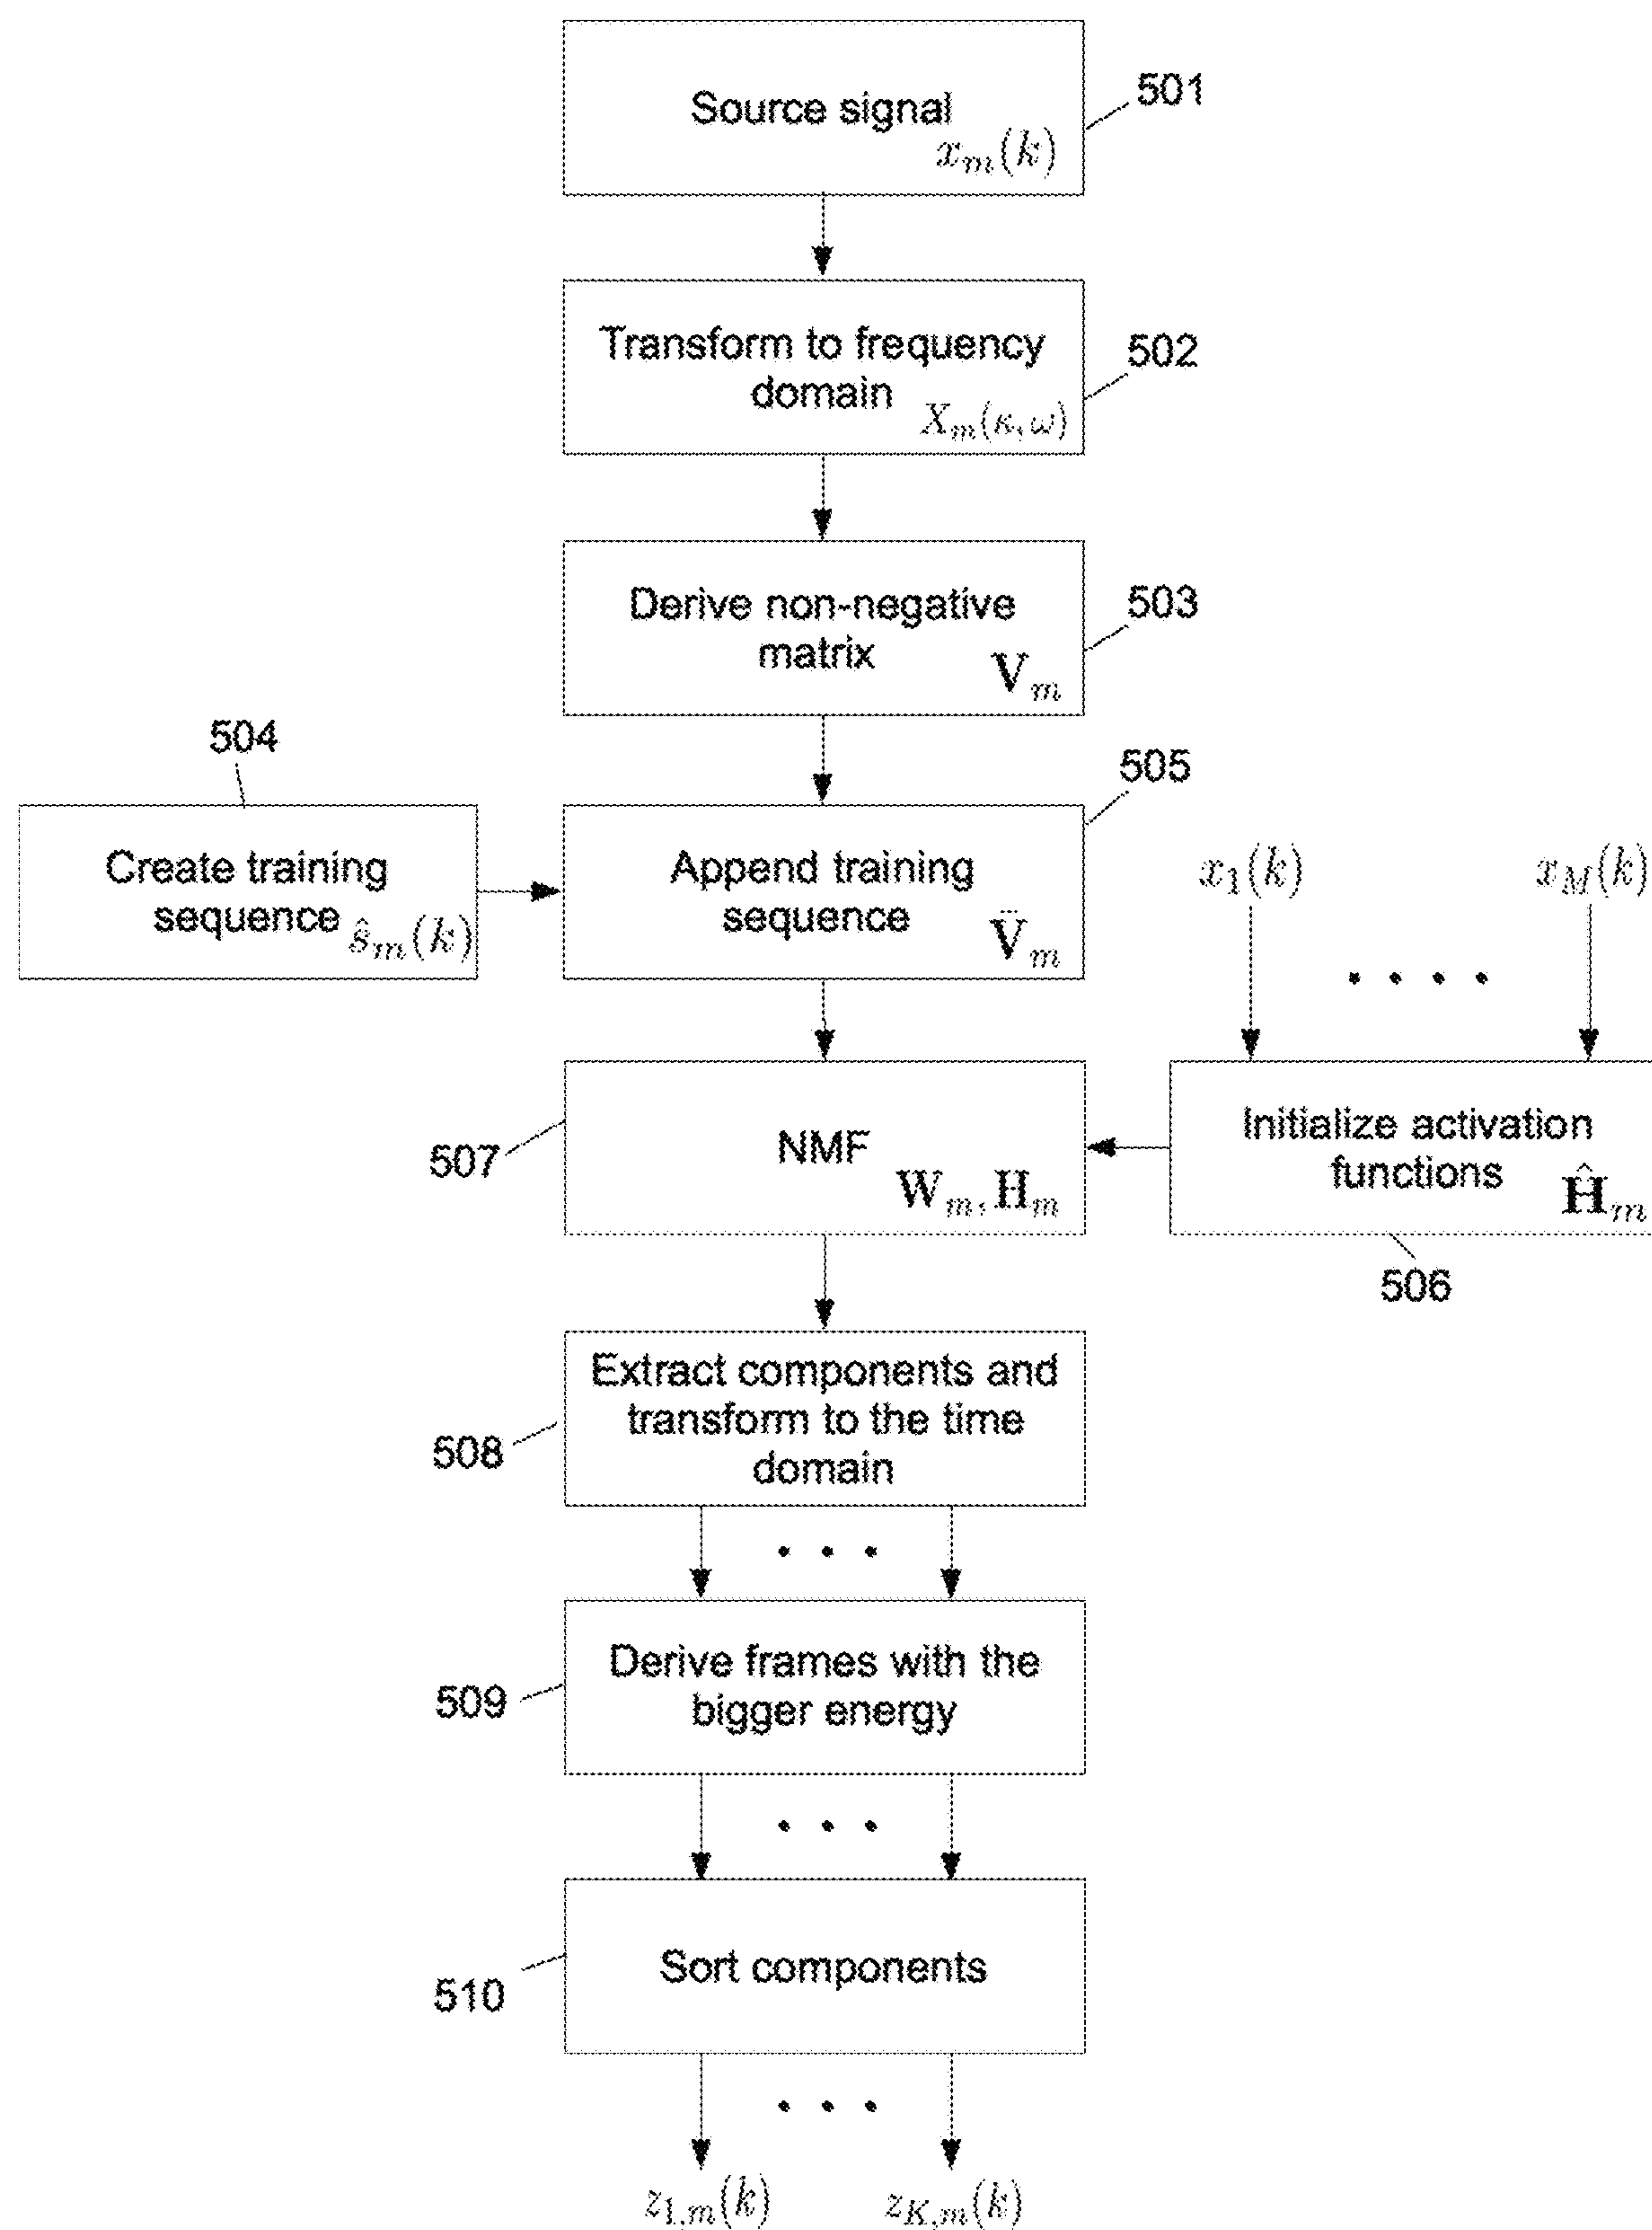 Source signal
x_m(k)
501
Transform to frequency
domain
X_m(κ, ω)
502
Derive non-negative
matrix
V_m
503
504
Create training
sequence
ŝ_m(k)
505
Append training
sequence
V̈_m
x_1(k)
x_M(k)
. . . .
Initialize activation
functions
Ĥ_m
506
507
NMF
W_m, H_m
Extract components and
transform to the time
domain
508
. . .
Derive frames with the
bigger energy
509
. . .
Sort components
510
. . .
z_{1,m}(k)
z_{K,m}(k)